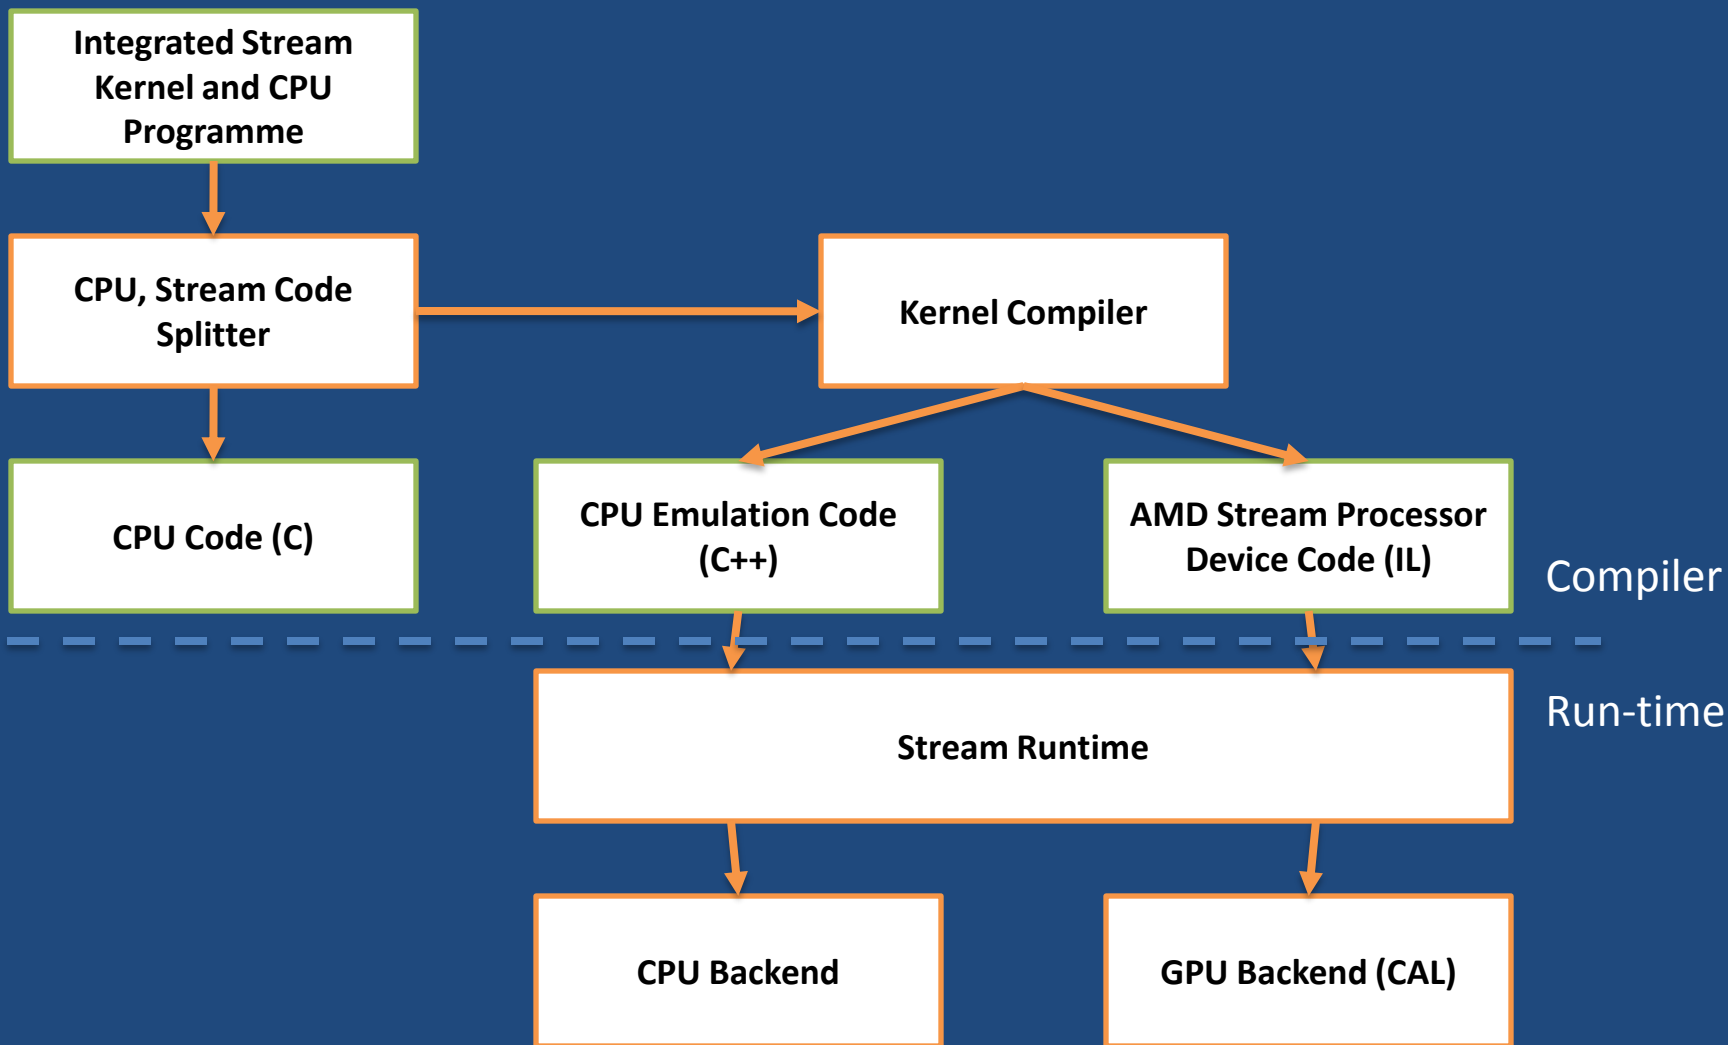 Integrated Stream
Kernel and CPU
Programme
CPU, Stream Code
Splitter
Kernel Compiler
CPU Code (C)
CPU Emulation Code
(C++)
AMD Stream Processor
Device Code (IL)
Compiler
Run-time
Stream Runtime
CPU Backend
GPU Backend (CAL)